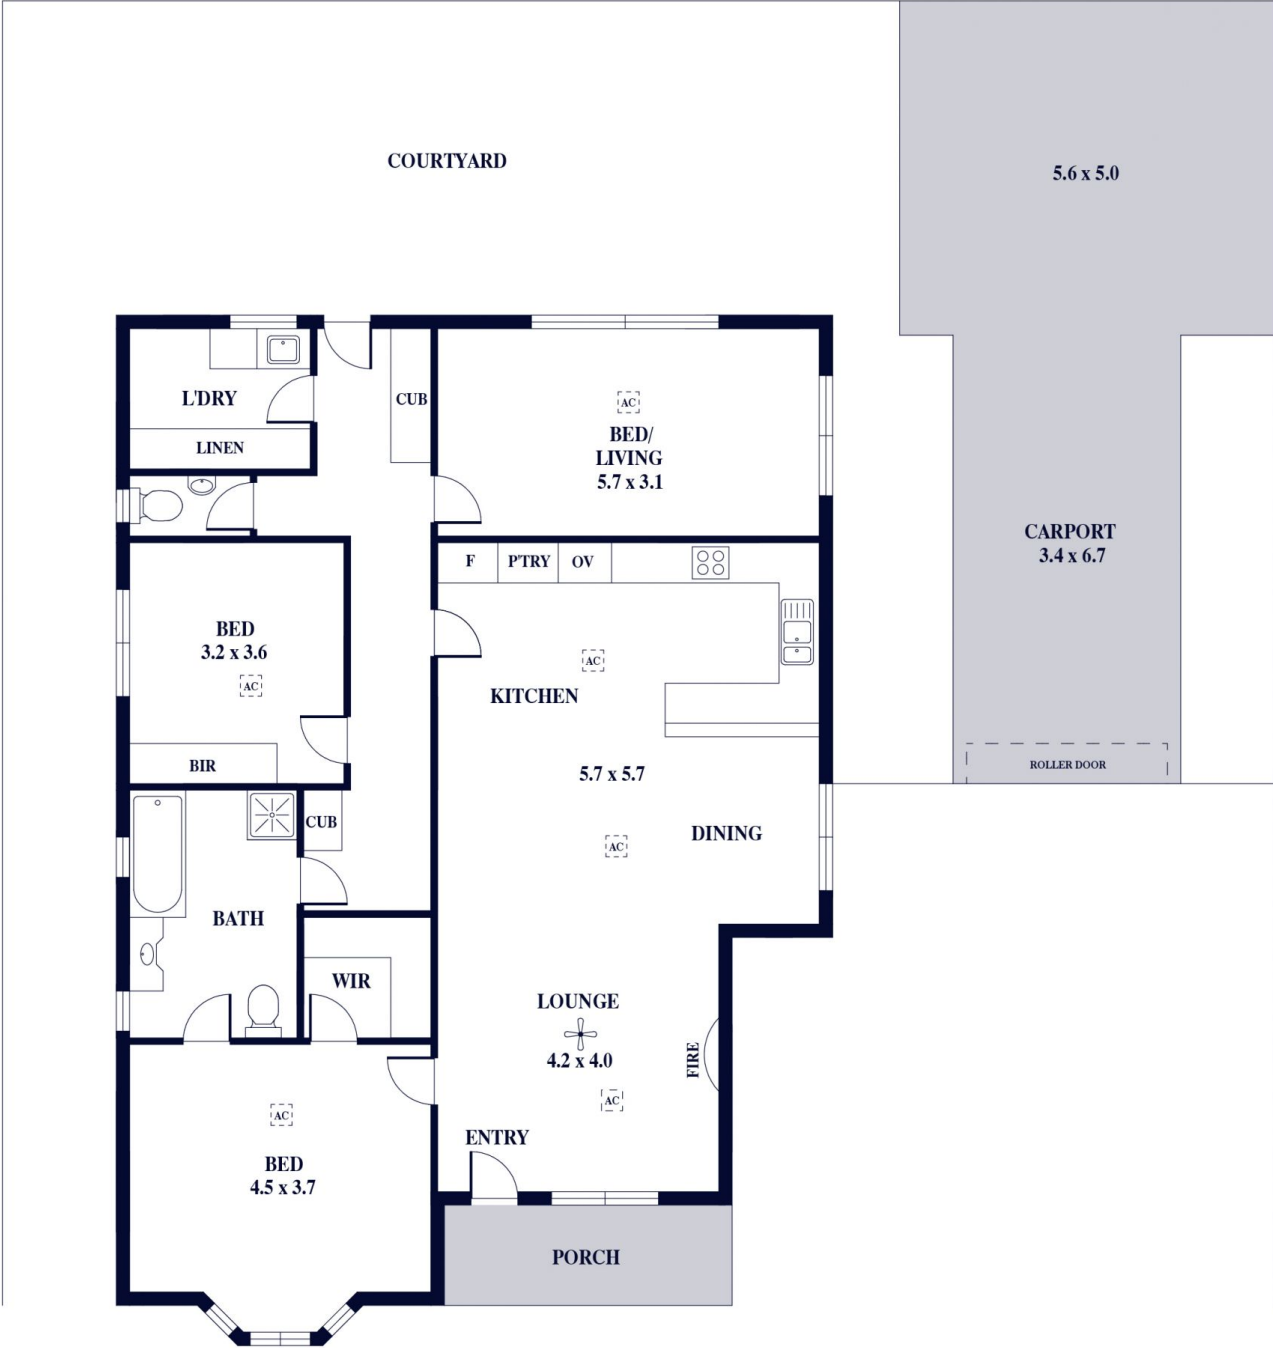 COURTYARD
5.6 x 5.0
L'DRY
LINEN
CUB
AC
BED/
LIVING
5.7 x 3.1
CARPORT
3.4 x 6.7
ROLLER DOOR
F
P'TRY
OV
BED
3.2 x 3.6
AC
BIR
AC
KITCHEN
5.7 x 5.7
DINING
AC
CUB
BATH
WIR
LOUNGE
4.2 x 4.0
FIRE
AC
ENTRY
AC
BED
4.5 x 3.7
PORCH